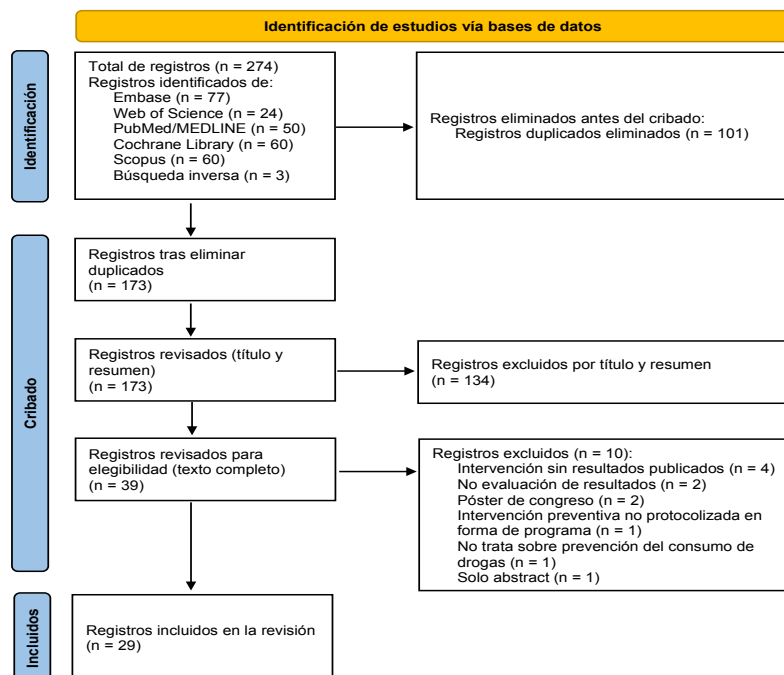 Identificación de estudios vía bases de datos
Identificación
Total de registros (n = 274)
Registros identificados de:
Embase (n = 77)
Web of Science (n = 24)
PubMed/MEDLINE (n = 50)
Cochrane Library (n = 60)
Scopus (n = 60)
Búsqueda inversa (n = 3)
Registros eliminados antes del cribado:
Registros duplicados eliminados (n = 101)
Cribado
Registros tras eliminar
duplicados
(n = 173)
Registros revisados (título y
resumen)
(n = 173)
Registros excluidos por título y resumen
(n = 134)
Registros revisados para
elegibilidad (texto completo)
(n = 39)
Registros excluidos (n = 10):
Intervención sin resultados publicados (n = 4)
No evaluación de resultados (n = 2)
Póster de congreso (n = 2)
Intervención preventiva no protocolizada en
forma de programa (n = 1)
No trata sobre prevención del consumo de
drogas (n = 1)
Solo abstract (n = 1)
Incluidos
Registros incluidos en la revisión
(n = 29)